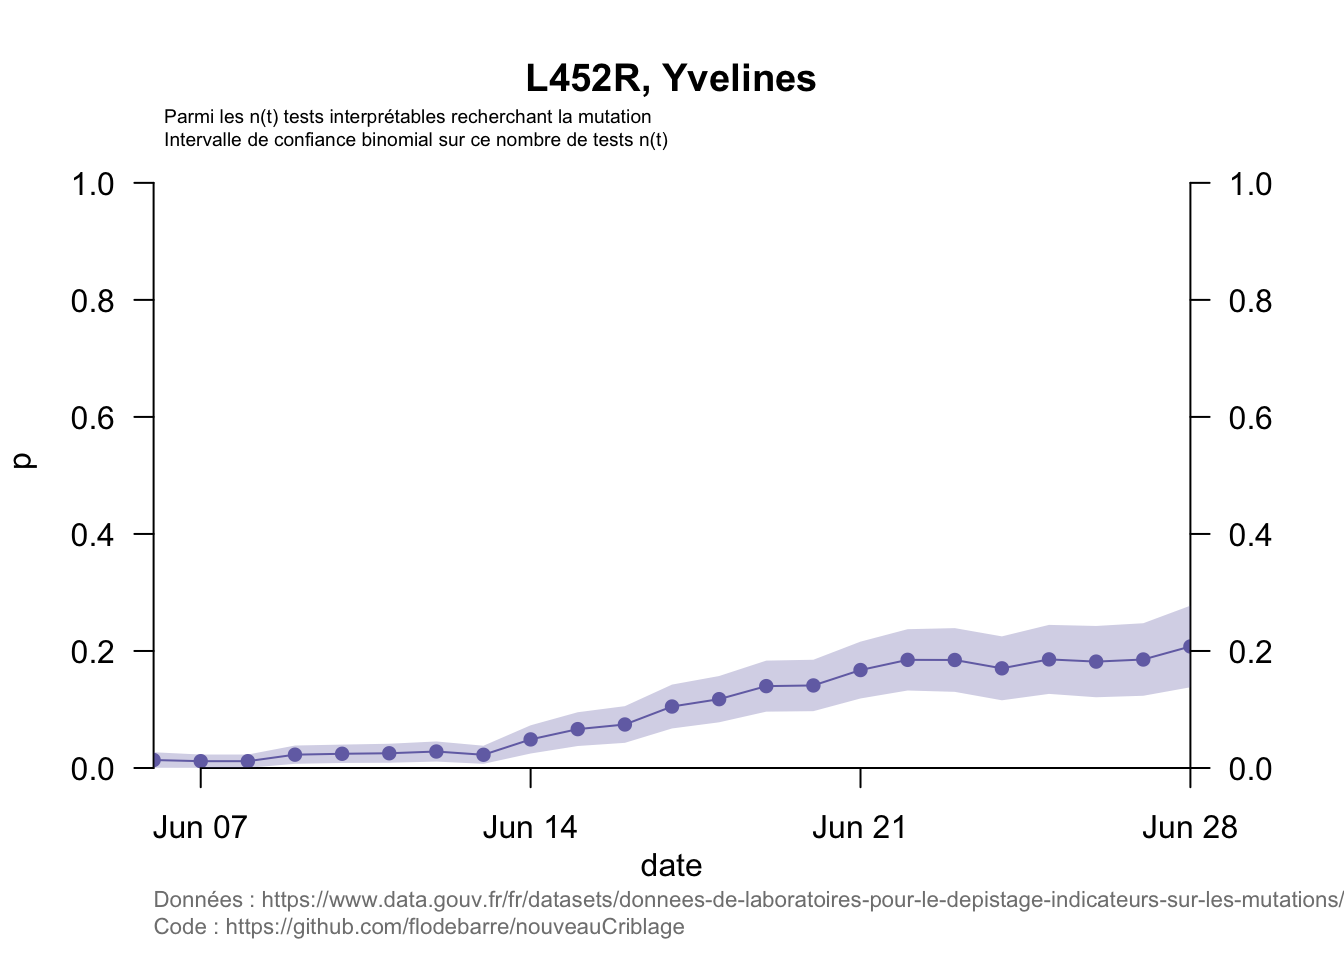 L452R, Yvelines
Parmi les n(t) tests interprétables recherchant la mutation
Intervalle de confiance binomial sur ce nombre de tests n(t)
1.0 1.0
0.8 0.8
0.6 0.6
p
0.4 0.4
0.2 0.2
0.0 0.0
Jun 07 Jun 14 Jun 21 Jun 28
date
Données : https://www.data.gouv.fr/fr/datasets/donnees-de-laboratoires-pour-le-depistage-indicateurs-sur-les-mutations/
Code : https://github.com/flodebarre/nouveauCriblage